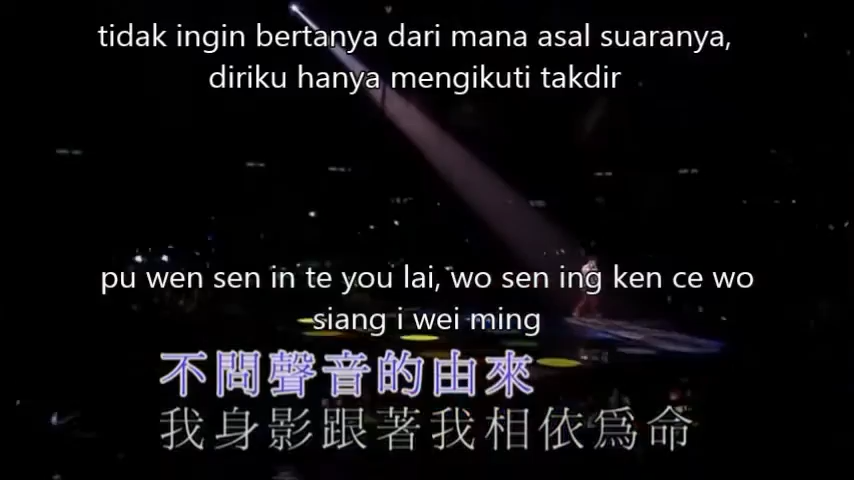 tidak ingin bertanya dari mana asal suaranya,
diriku hanya mengikuti takdir
pu wen sen in te you lai, wo sen ing ken ce wo
siang i wei ming
不問聲音的由來
我身影跟著我相依爲命